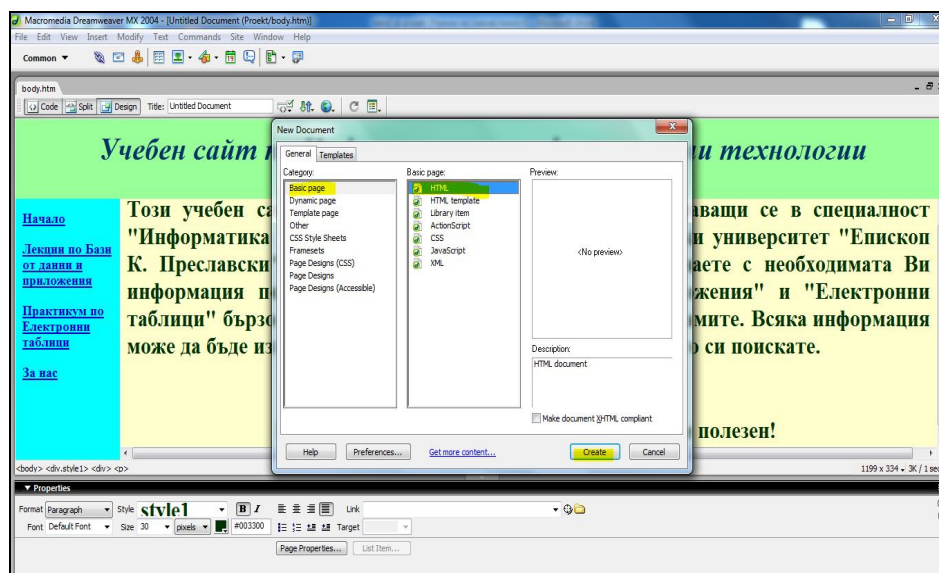 Macromedia Dreamweaver MX 2004 - [Untitled Document (Proekt/body.htm)]
File Edit View Insert Modify Text Commands Site Window Help
Common
body.htm
Code Split Design Title: Untitled Document
Учебен сайт
и технологии
New Document
General Templates
Category:
Basic page
Dynamic page
Template page
Other
CSS Style Sheets
Framesets
Page Designs (CSS)
Page Designs
Page Designs (Accessible)
Basic page:
HTML
HTML template
Library item
ActionScript
CSS
JavaScript
XML
Preview:
<No preview>
Description:
HTML document
Make document XHTML compliant
Help Preferences... Get more content... Create Cancel
Начало
Лекции по Бази
от данни и
приложения
Практикум по
Електронни
таблици
За нас
Този учебен са
"Информатика
К. Преславски
информация п
таблици" бързо
може да бъде из
ващи се в специалност
и университет "Епископ
аете с необходимата Ви
жения" и "Електронни
мите. Всяка информация
о си поискате.
полезен!
<body> <div.style1> <div> <p>
1199 x 334 3K / 1 sec
Properties
Format Paragraph Style style1 B I Link
Font Default Font Size 30 pixels #003300 Target
Page Properties... List Item...